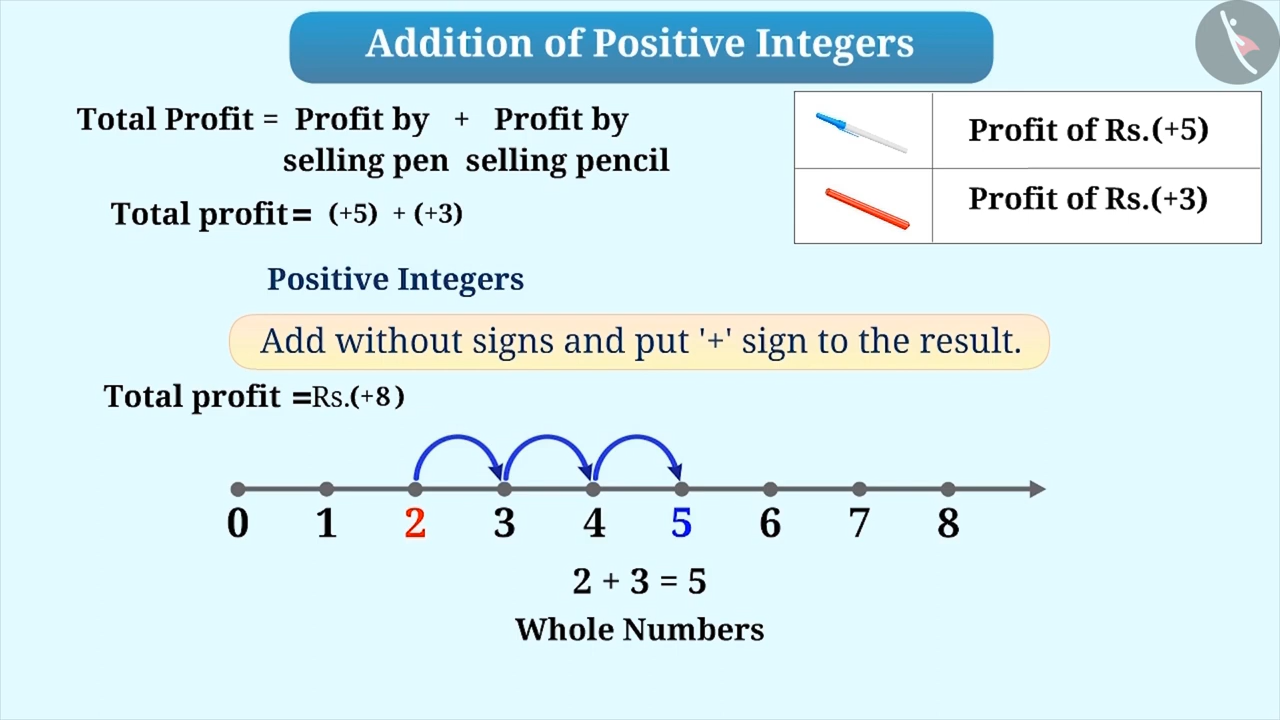 Addition of Positive Integers
Total Profit = Profit by + Profit by
selling pen selling pencil
Total profit= (+5) + (+3)
Profit of Rs.(+5)
Profit of Rs.(+3)
Positive Integers
Add without signs and put '+' sign to the result.
Total profit =Rs.(+8)
0 1 2 3 4 5 6 7 8
2 + 3 = 5
Whole Numbers